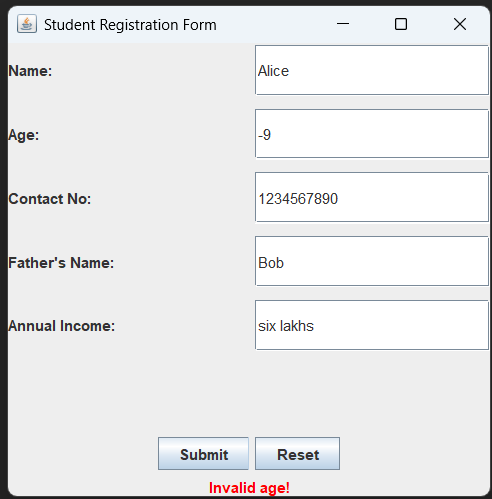 Student Registration Form
Name: Alice
Age: -9
Contact No: 1234567890
Father's Name: Bob
Annual Income: six lakhs
Submit Reset
Invalid age!